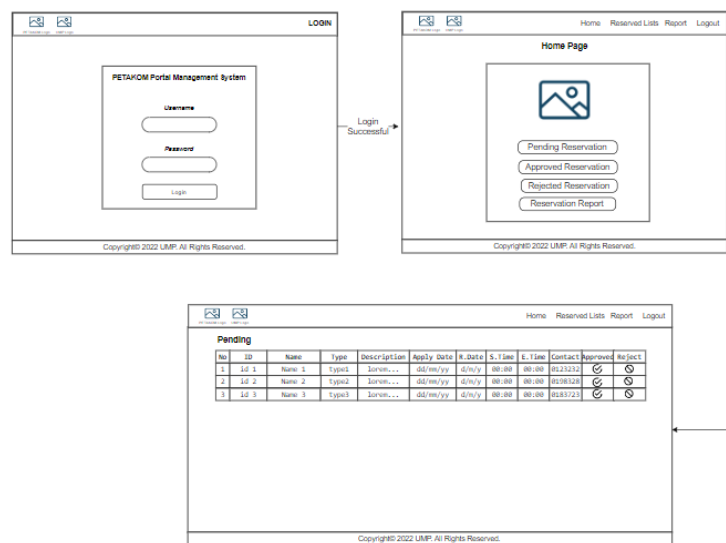 LOGIN
PETAKOM Portal Management System
Username
Password
Login
Copyright© 2022 UMP. All Rights Reserved.
Login
Successful
Home Reserved Lists Report Logout
Home Page
Pending Reservation
Approved Reservation
Rejected Reservation
Reservation Report
Copyright© 2022 UMP. All Rights Reserved.
Home Reserved Lists Report Logout
Pending
No ID Name Type Description Apply Date R.Date S.Time E.Time Contact Approved Reject
1 id 1 Name 1 type1 lorem... dd/mm/yy d/m/y 00:00 00:00 0123232
2 id 2 Name 2 type2 lorem... dd/mm/yy d/m/y 00:00 00:00 0198328
3 id 3 Name 3 type3 lorem... dd/mm/yy d/m/y 00:00 00:00 0183723
Copyright© 2022 UMP. All Rights Reserved.